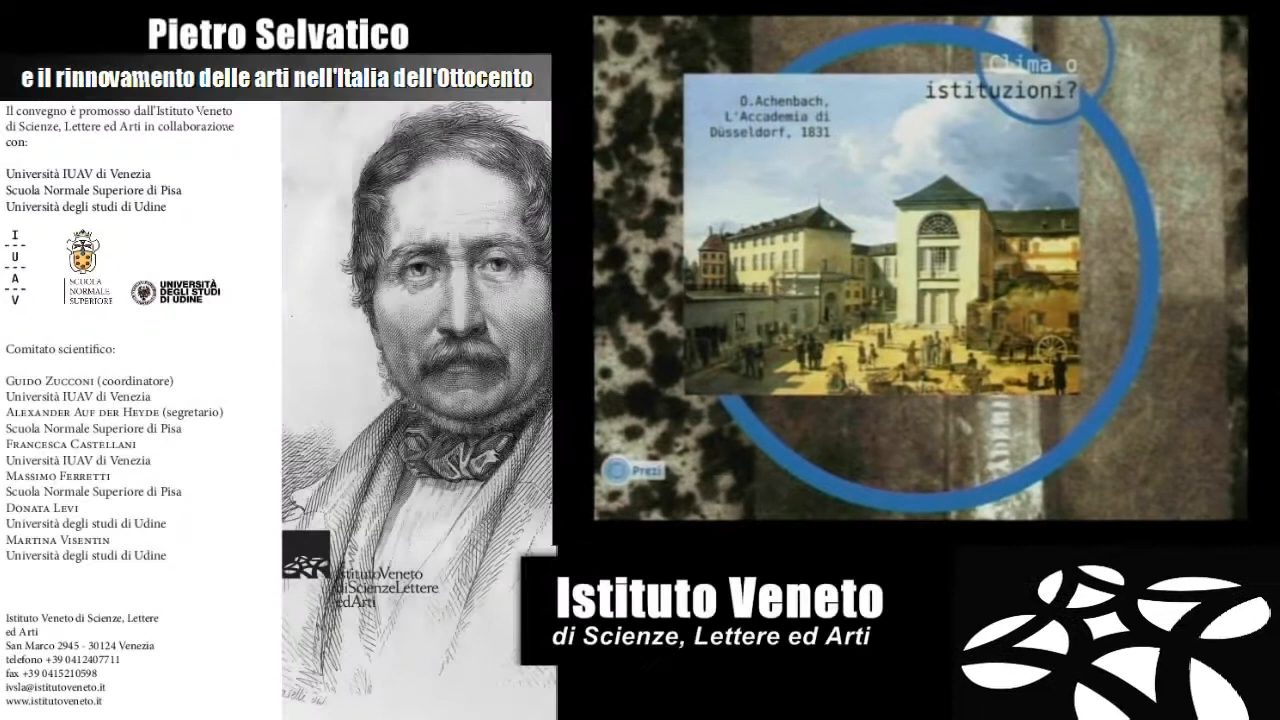 Pietro Selvatico
e il rinnovamento delle arti nell'Italia dell'Ottocento
Il convegno è promosso dall'Istituto Veneto
di Scienze, Lettere ed Arti in collaborazione
con:
Università IUAV di Venezia
Scuola Normale Superiore di Pisa
Università degli studi di Udine
I
U
A
V
SCUOLA
NORMALE
SUPERIORE
UNIVERSITÀ
DEGLI STUDI
DI UDINE
Comitato scientifico:
GUIDO ZUCCONI (coordinatore)
Università IUAV di Venezia
ALEXANDER AUF DER HEYDE (segretario)
Scuola Normale Superiore di Pisa
FRANCESCA CASTELLANI
Università IUAV di Venezia
MASSIMO FERRETTI
Scuola Normale Superiore di Pisa
DONATA LEVI
Università degli studi di Udine
MARTINA VISENTIN
Università degli studi di Udine
Istituto Veneto di Scienze, Lettere
ed Arti
San Marco 2945 - 30124 Venezia
telefono +39 0412407711
fax +39 0415210598
ivsla@istitutoveneto.it
www.istitutoveneto.it
IstitutoVeneto
diScienzeLettere
edArti
Clima o
istituzioni?
O.Achenbach,
L'Accademia di
Düsseldorf, 1831
Prezi
Istituto Veneto
di Scienze, Lettere ed Arti